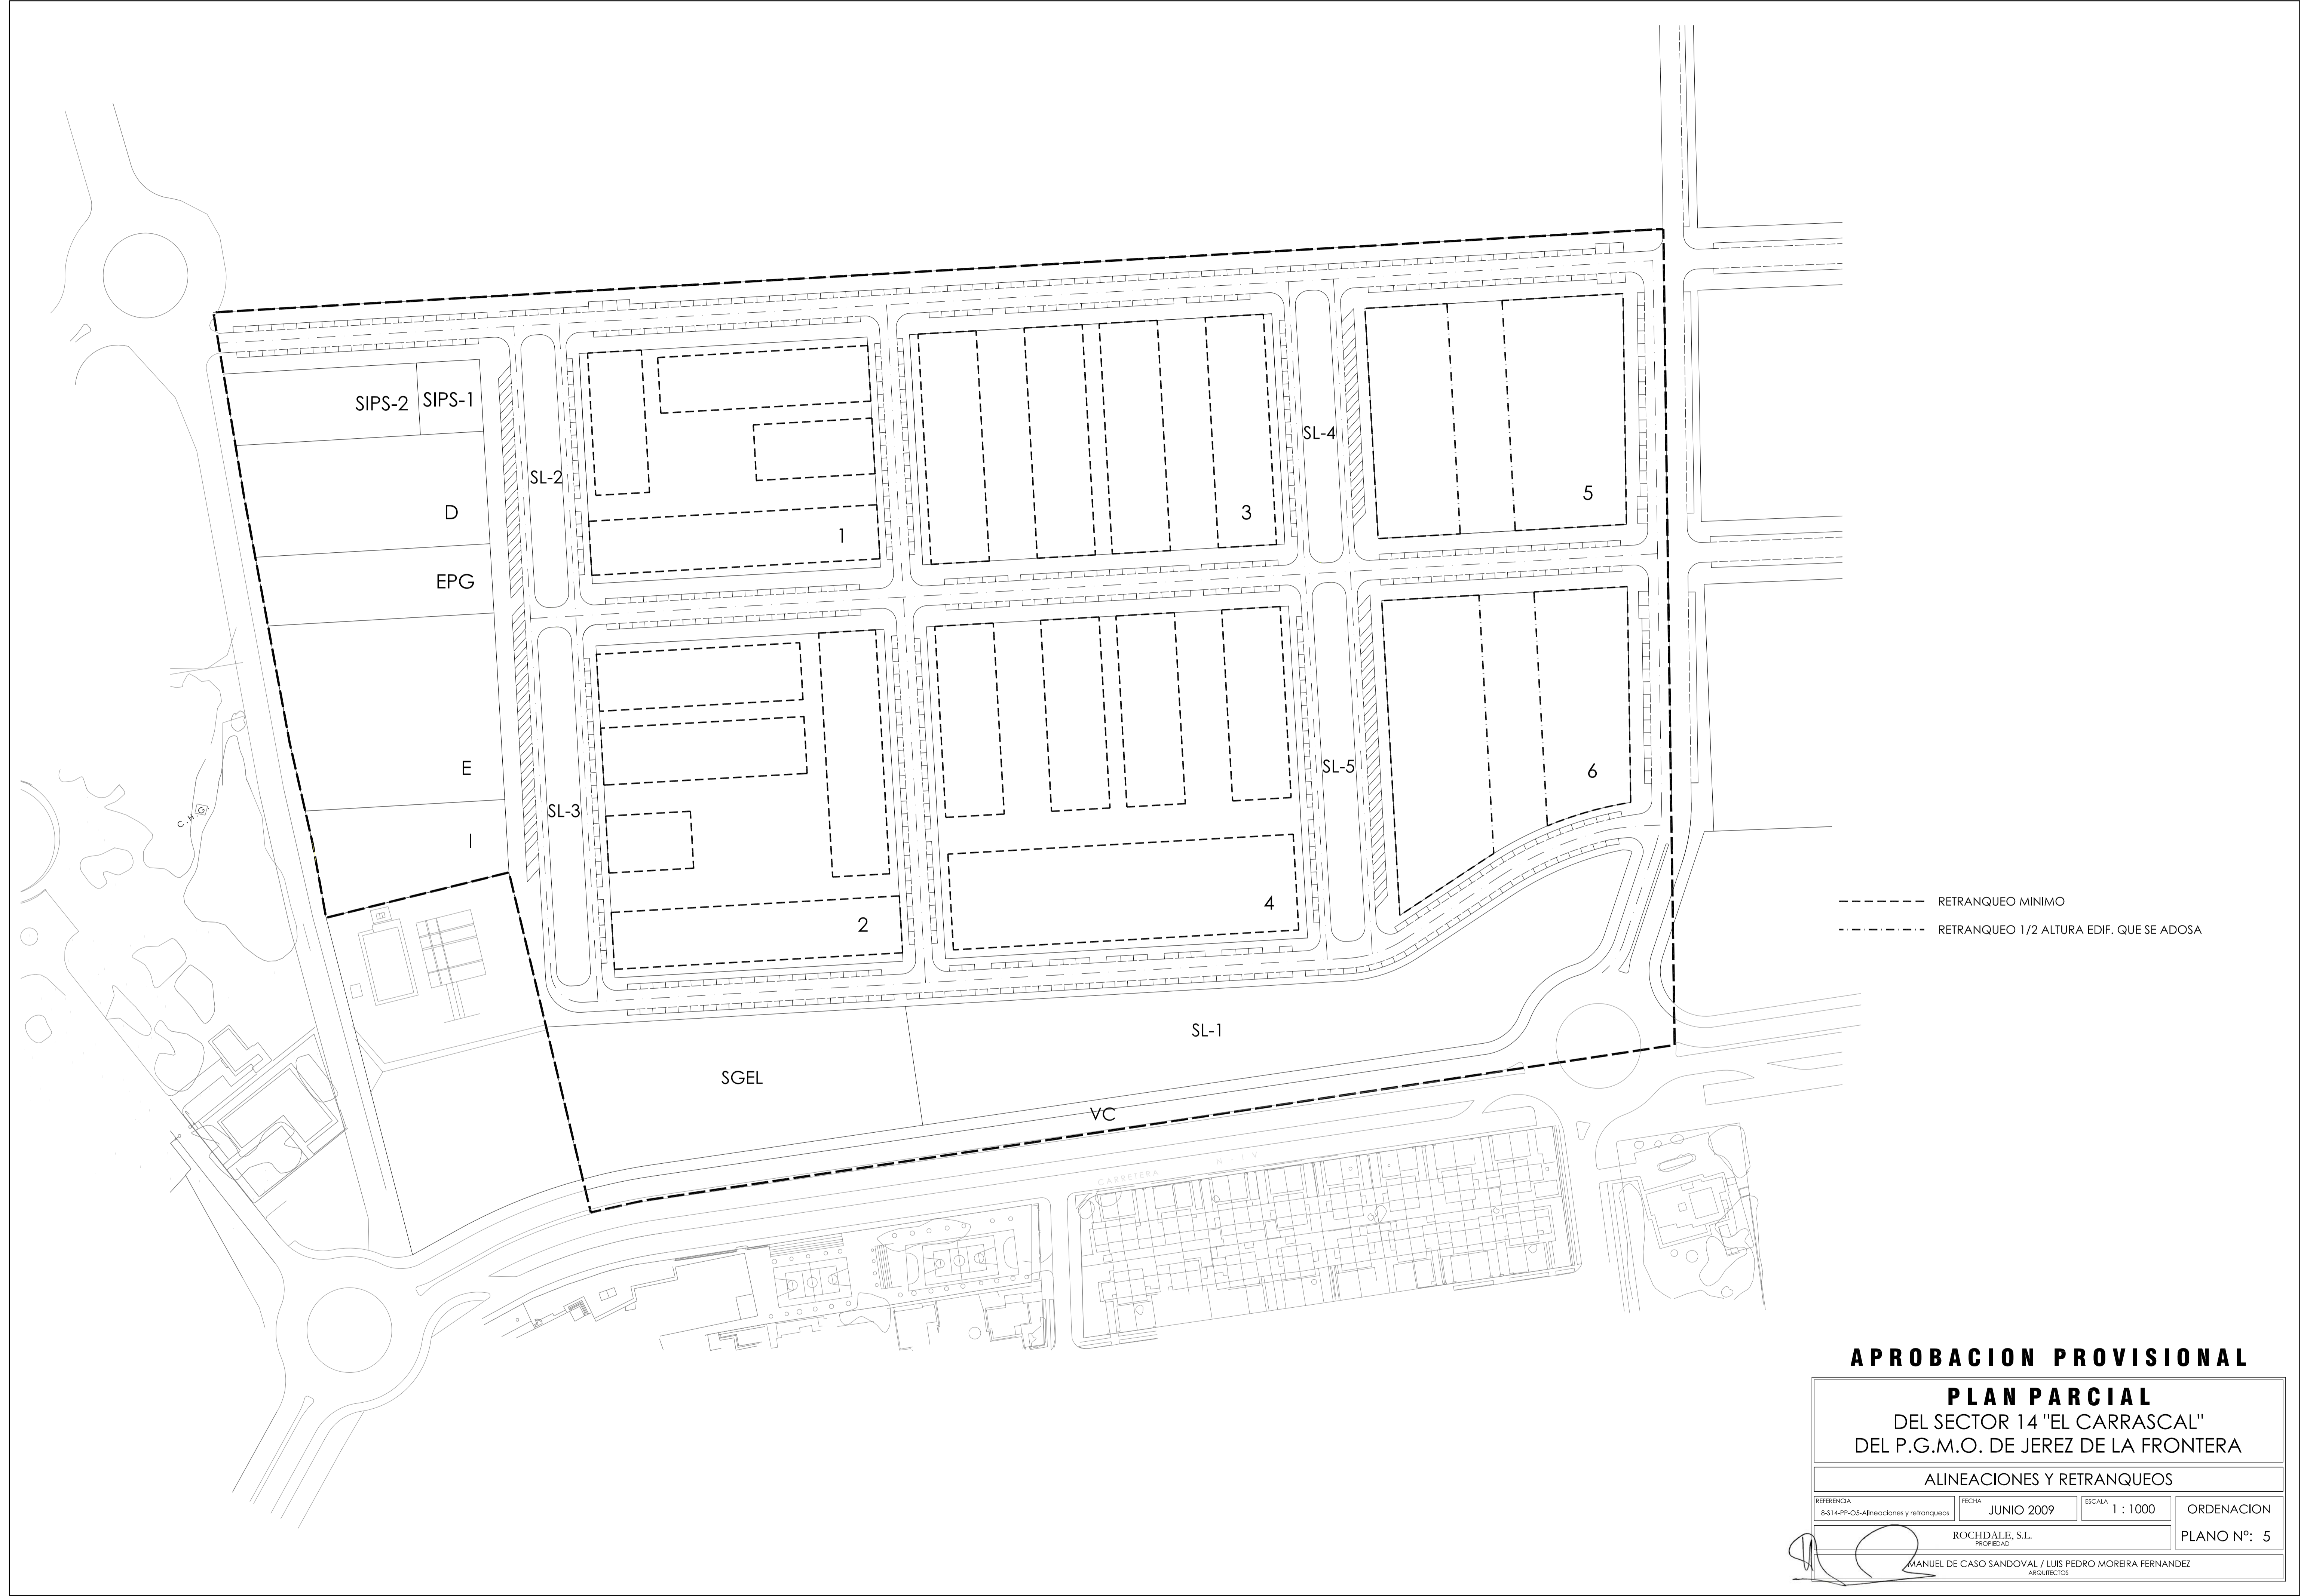 SIPS-2
SIPS-1
SL-4
SL-2
D
3
5
1
EPG
SL-5
E
6
SL-3
C.H.G.
I
4
2
RETRANQUEO MINIMO
RETRANQUEO 1/2 ALTURA EDIF. QUE SE ADOSA
SL-1
SGEL
VC
CARRETERA N-IV
APROBACION PROVISIONAL
PLAN PARCIAL
DEL SECTOR 14 "EL CARRASCAL"
DEL P.G.M.O. DE JEREZ DE LA FRONTERA
ALINEACIONES Y RETRANQUEOS
REFERENCIA
8-S14-PP-O5-Alineaciones y retranqueos
FECHA
JUNIO 2009
ESCALA
1 : 1000
ORDENACION
PLANO Nº: 5
ROCHDALE, S.L.
PROPIEDAD
MANUEL DE CASO SANDOVAL / LUIS PEDRO MOREIRA FERNANDEZ
ARQUITECTOS